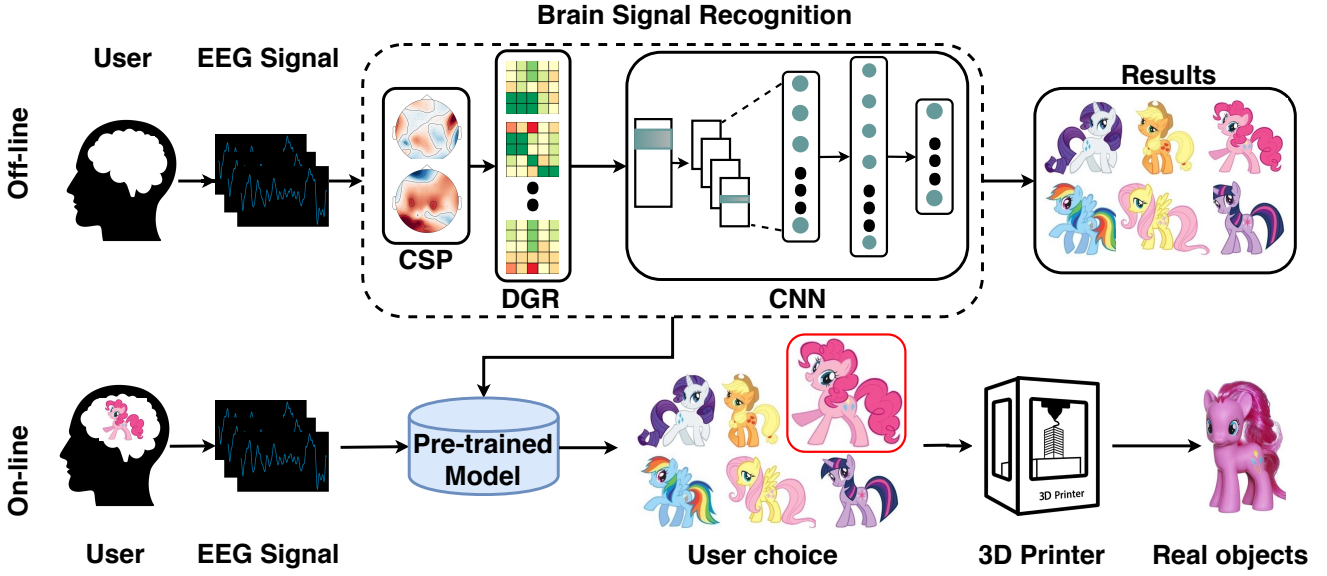 Brain Signal Recognition
User
EEG Signal
Results
Off-line
CSP
DGR
CNN
On-line
Pre-trained
Model
3D Printer
User
EEG Signal
User choice
3D Printer
Real objects